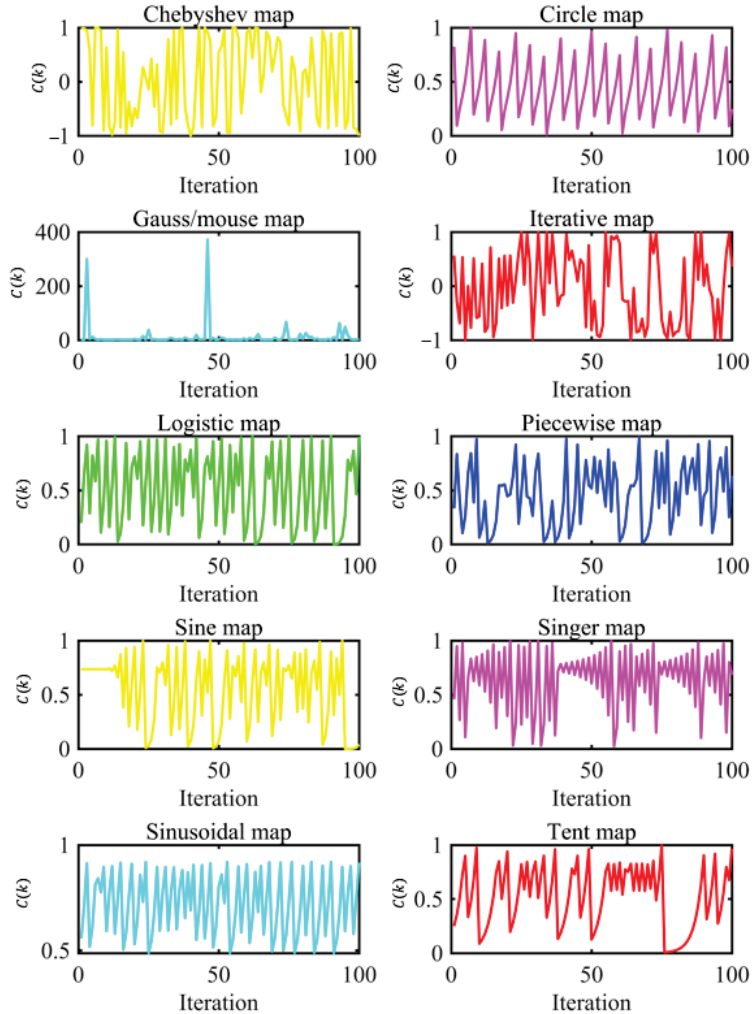 Chebyshev map
1
0
−1
C(k)
0 50 100
Iteration
Circle map
1
0.5
0
C(k)
0 50 100
Iteration
Gauss/mouse map
400
200
0
C(k)
0 50 100
Iteration
Iterative map
1
0
−1
C(k)
0 50 100
Iteration
Logistic map
1
0.5
0
C(k)
0 50 100
Iteration
Piecewise map
1
0.5
0
C(k)
0 50 100
Iteration
Sine map
1
0.5
0
C(k)
0 50 100
Iteration
Singer map
1
0.5
0
C(k)
0 50 100
Iteration
Sinusoidal map
1
0.5
C(k)
0 50 100
Iteration
Tent map
1
0.5
0
C(k)
0 50 100
Iteration